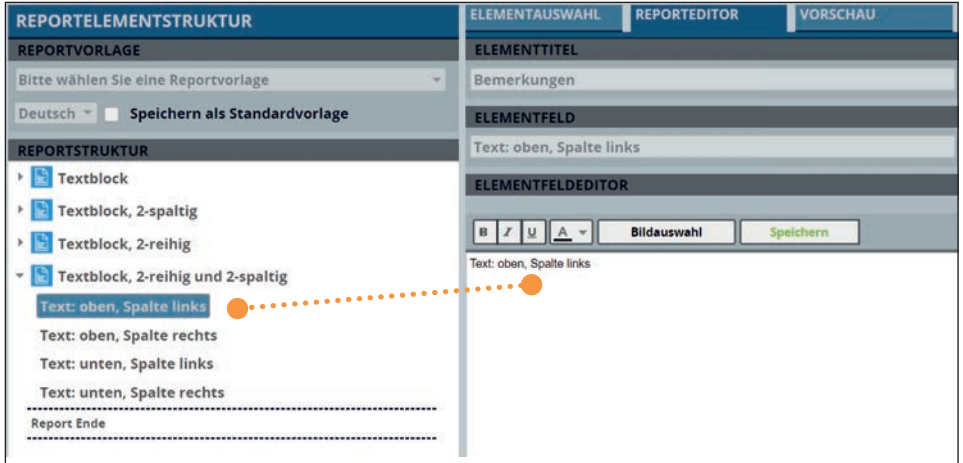 REPORTELEMENTSTRUKTUR
REPORTVORLAGE
Bitte wählen Sie eine Reportvorlage
Deutsch
Speichern als Standardvorlage
REPORTSTRUKTUR
Textblock
Textblock, 2-spaltig
Textblock, 2-reihig
Textblock, 2-reihig und 2-spaltig
Text: oben, Spalte links
Text: oben, Spalte rechts
Text: unten, Spalte links
Text: unten, Spalte rechts
Report Ende
ELEMENTAUSWAHL REPORTEDITOR VORSCHAU
ELEMENTTITEL
Bemerkungen
ELEMENTFELD
Text: oben, Spalte links
ELEMENTFELDEDITOR
B I U A Bildauswahl Speichern
Text: oben, Spalte links